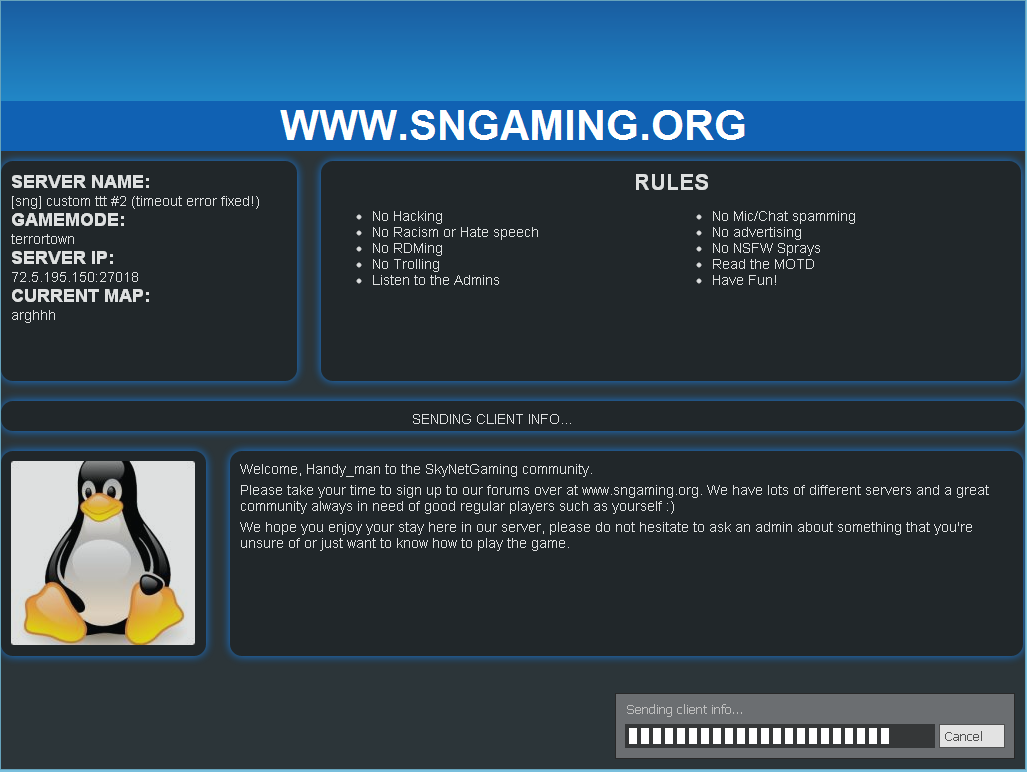 WWW.SNGAMING.ORG
SERVER NAME:
[sng] custom ttt #2 (timeout error fixed!)
GAMEMODE:
terrortown
SERVER IP:
72.5.195.150:27018
CURRENT MAP:
arghhh
RULES
No Hacking
No Racism or Hate speech
No RDMing
No Trolling
Listen to the Admins
No Mic/Chat spamming
No advertising
No NSFW Sprays
Read the MOTD
Have Fun!
SENDING CLIENT INFO...
Welcome, Handy_man to the SkyNetGaming community.
Please take your time to sign up to our forums over at www.sngaming.org. We have lots of different servers and a great
community always in need of good regular players such as yourself :)
We hope you enjoy your stay here in our server, please do not hesitate to ask an admin about something that you're
unsure of or just want to know how to play the game.
Sending client info...
Cancel